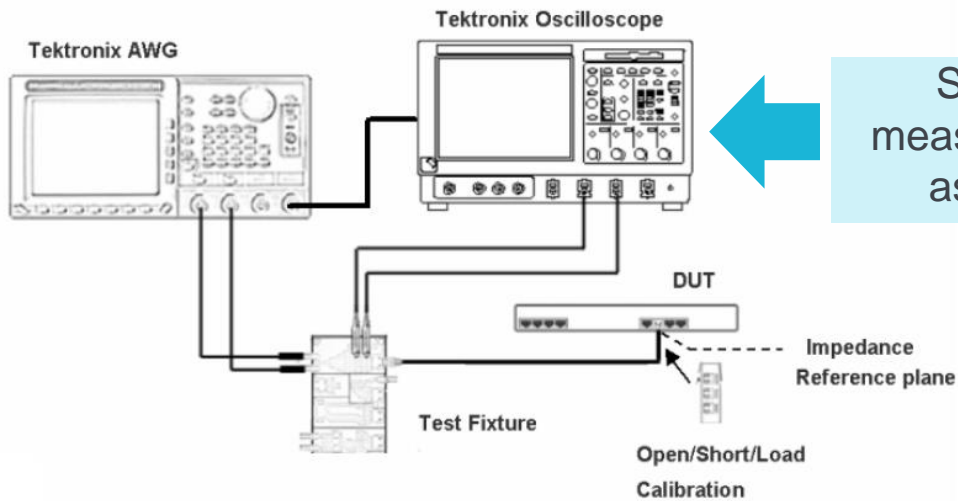 Tektronix Oscilloscope
Tektronix AWG
S
meas
as
DUT
Impedance
Reference plane
Test Fixture
Open/Short/Load
Calibration